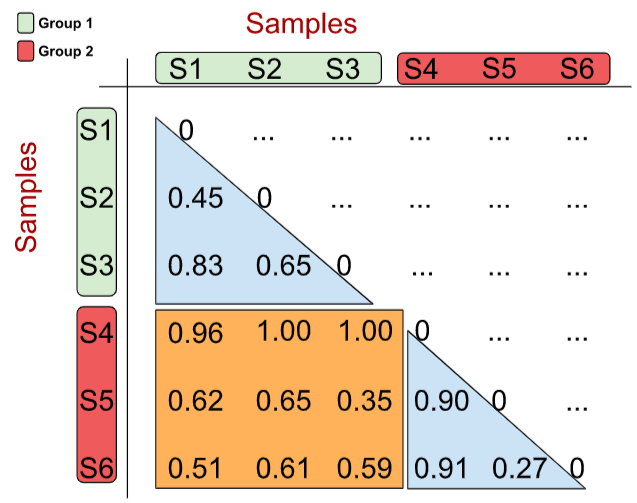 Group 1
Group 2
Samples
S1 S2 S3 S4 S5 S6
Samples
S1 0 ... ... ... ... ...
S2 0.45 0 ... ... ... ...
S3 0.83 0.65 0 ... ... ...
S4 0.96 1.00 1.00 0 ... ...
S5 0.62 0.65 0.35 0.90 0 ...
S6 0.51 0.61 0.59 0.91 0.27 0